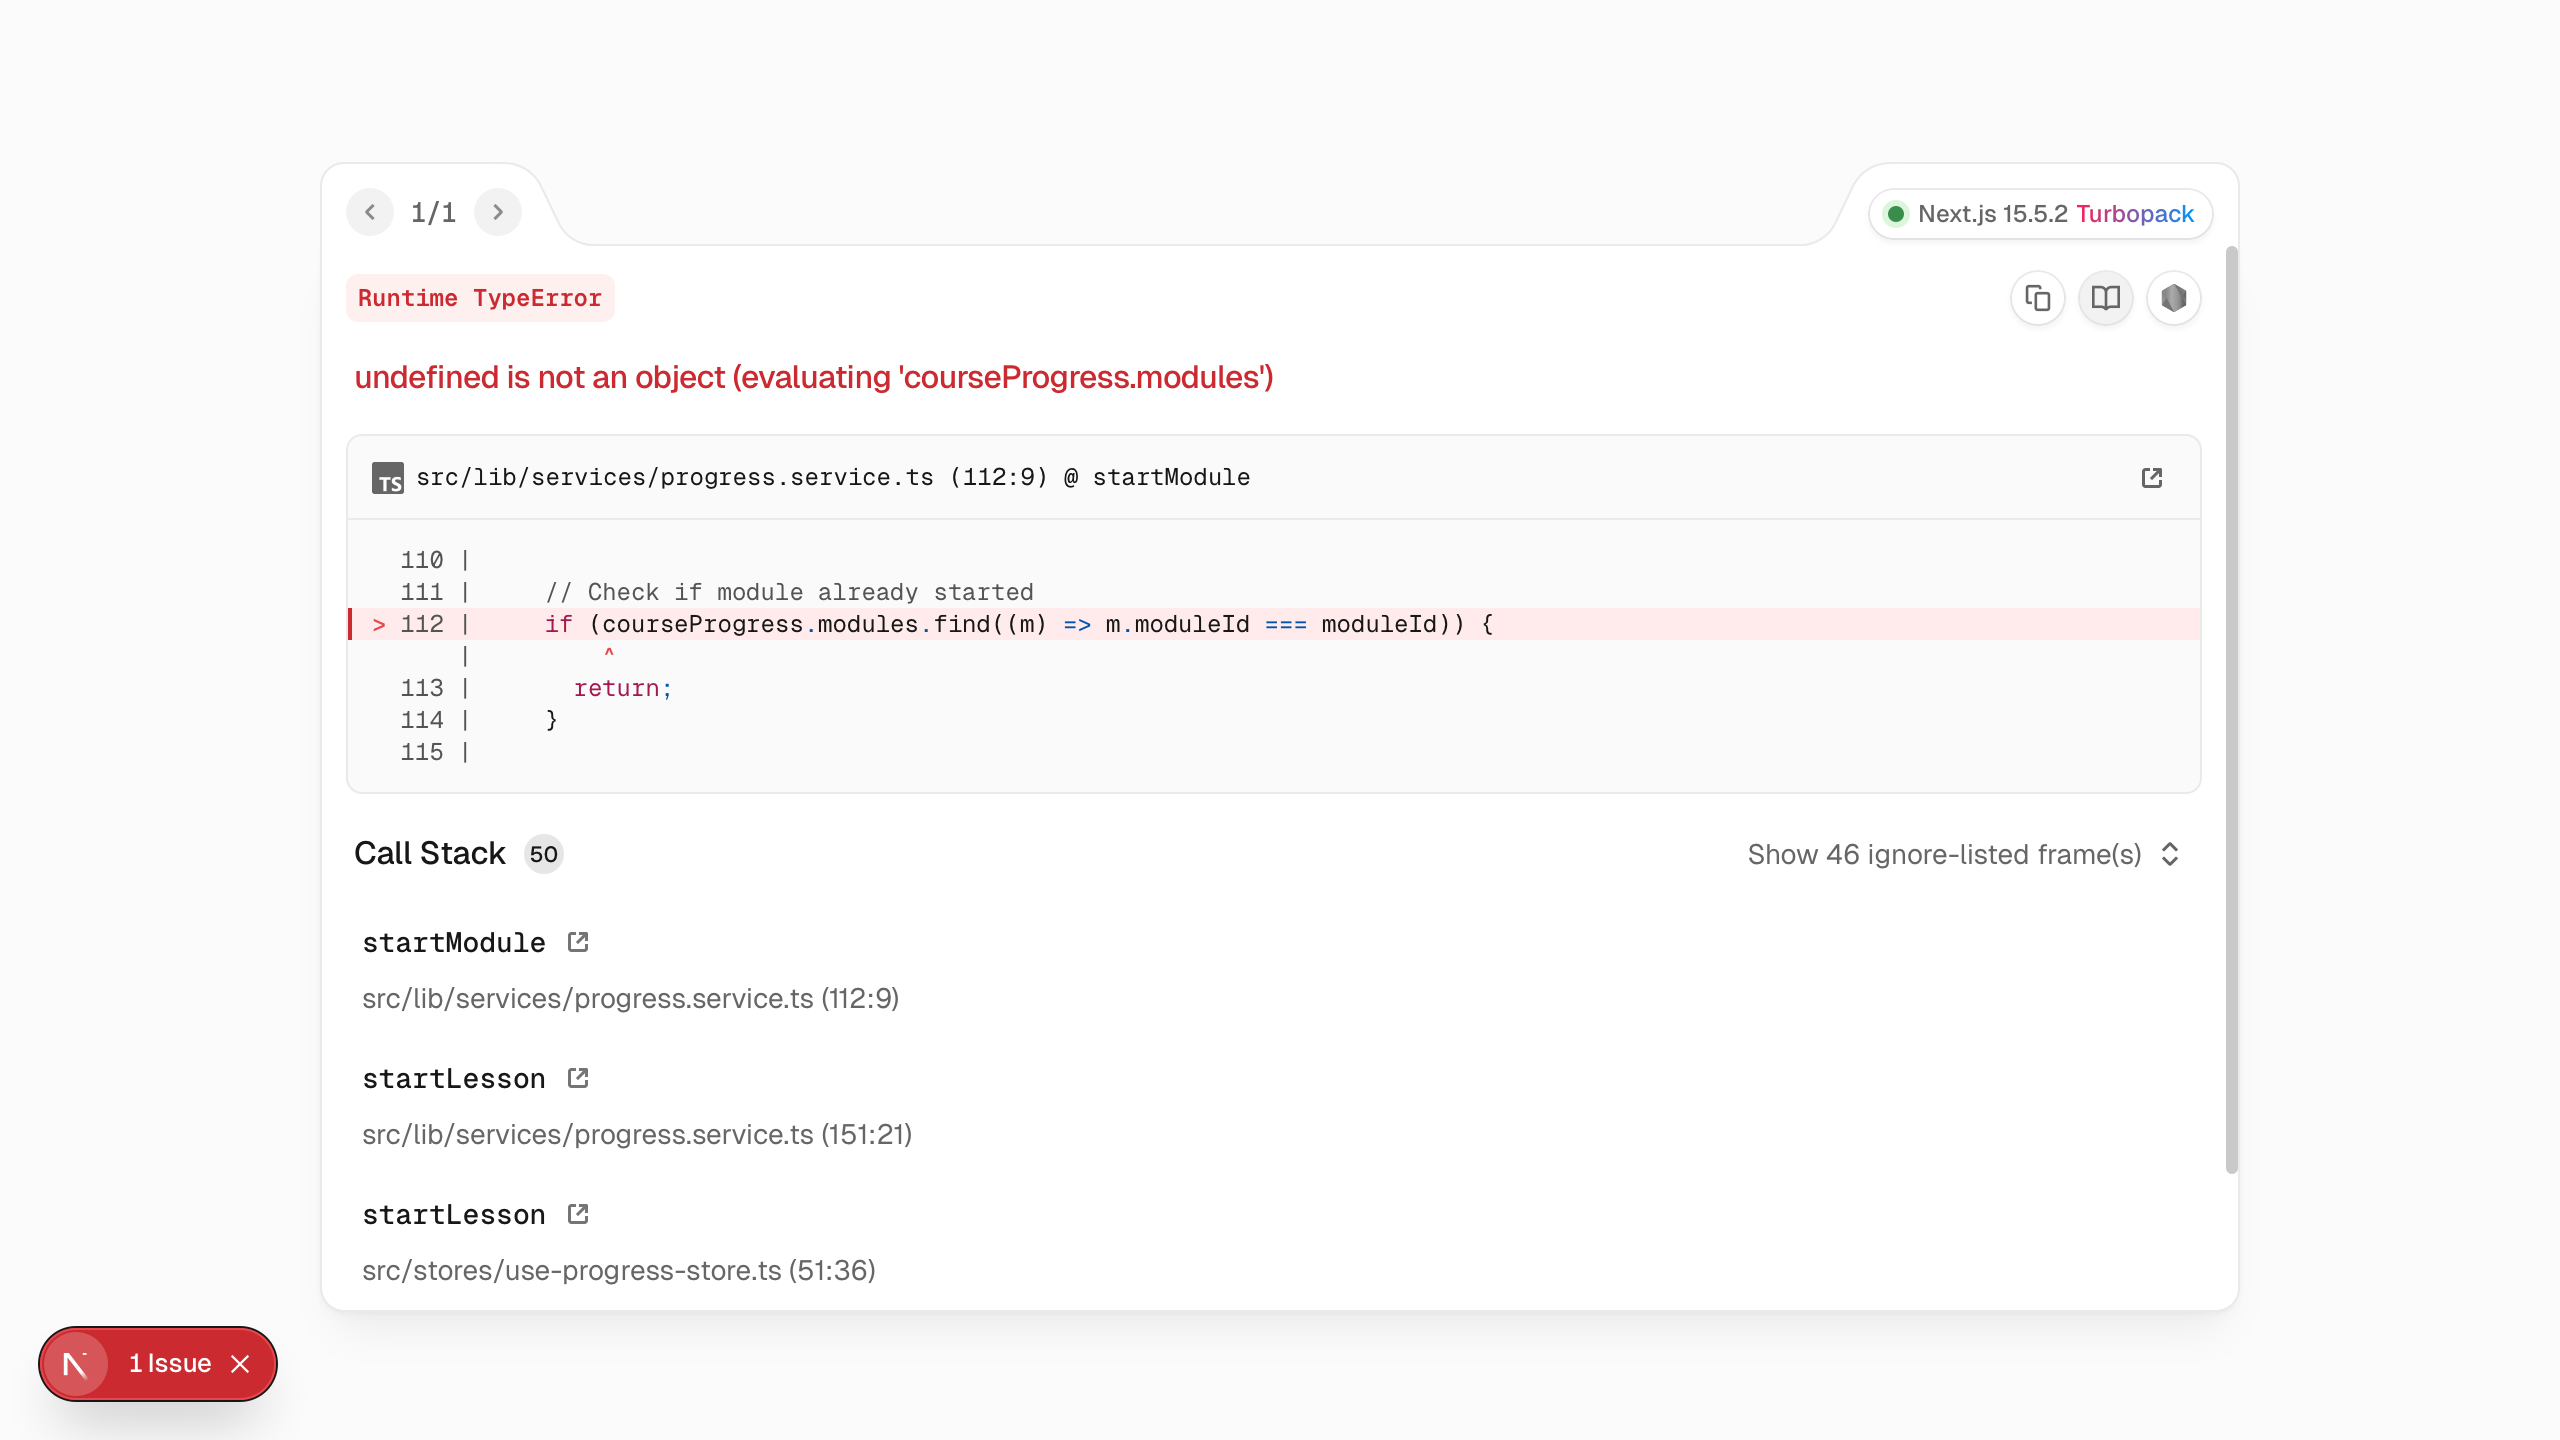 1/1
Next.js 15.5.2 Turbopack
Runtime TypeError
undefined is not an object (evaluating 'courseProgress.modules')
TS src/lib/services/progress.service.ts (112:9) @ startModule
110 |
111 |     // Check if module already started
> 112 |     if (courseProgress.modules.find((m) => m.moduleId === moduleId)) {
|         ^
113 |       return;
114 |     }
115 |
Call Stack 50
Show 46 ignore-listed frame(s)
startModule
src/lib/services/progress.service.ts (112:9)
startLesson
src/lib/services/progress.service.ts (151:21)
startLesson
src/stores/use-progress-store.ts (51:36)
N 1 Issue